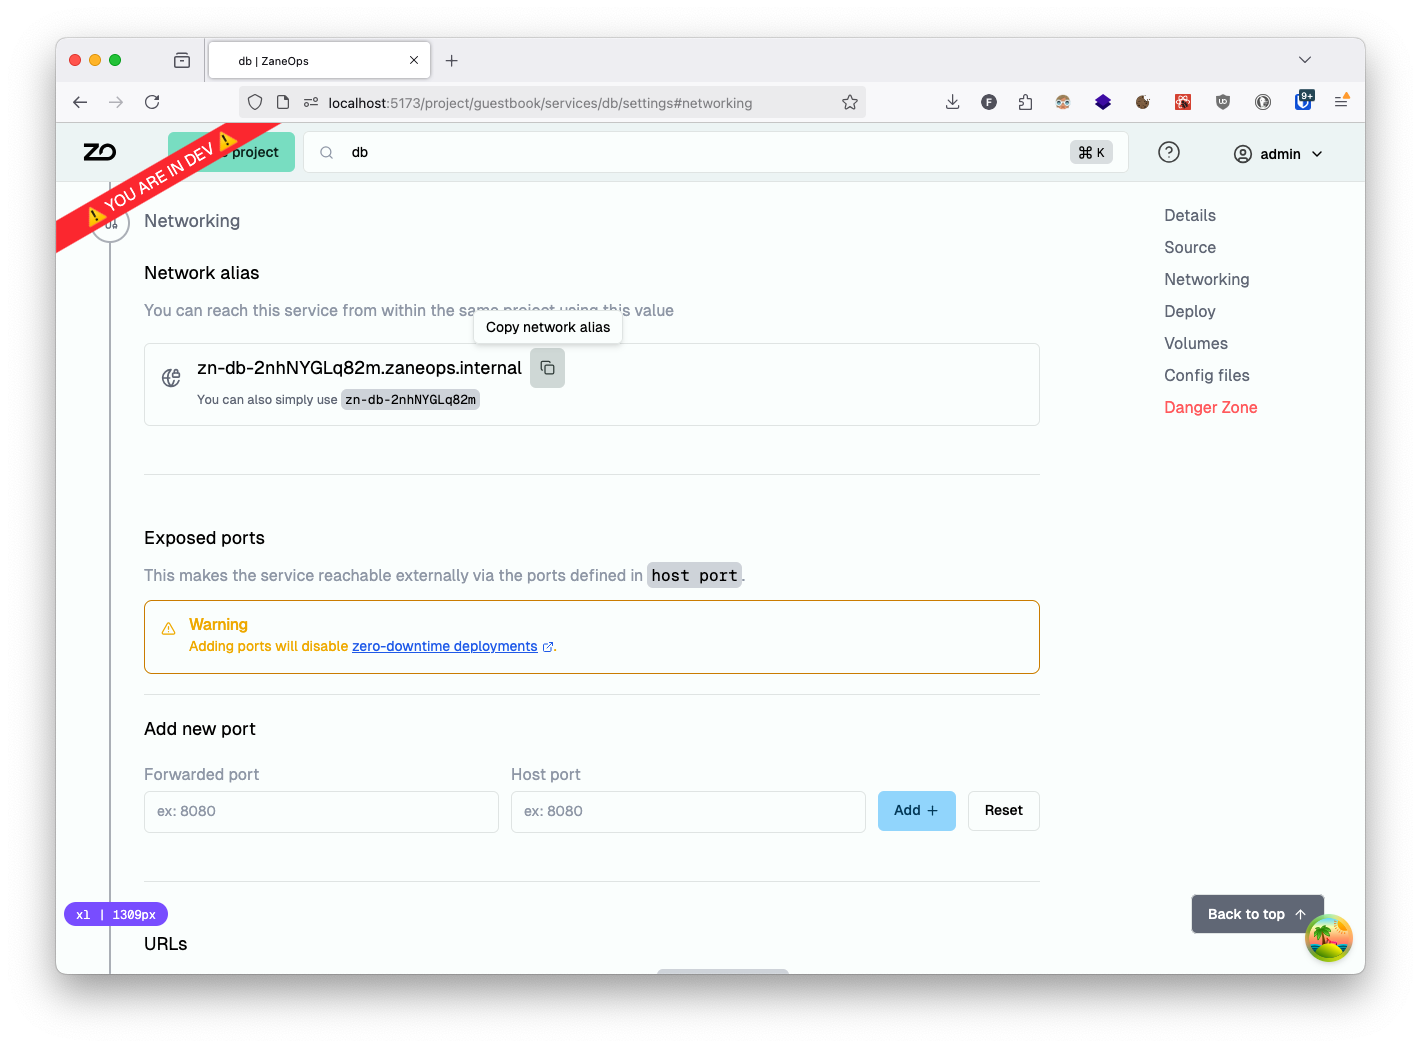 db | ZaneOps
localhost:5173/project/guestbook/services/db/settings#networking
9+
ZO
project
db
⌘ K
admin
⚠ YOU ARE IN DEV ⚠
Networking
Network alias
You can reach this service from within the same project using this value
Copy network alias
zn-db-2nhNYGLq82m.zaneops.internal
You can also simply use zn-db-2nhNYGLq82m
Exposed ports
This makes the service reachable externally via the ports defined in host port.
Warning
Adding ports will disable zero-downtime deployments.
Add new port
Forwarded port
Host port
ex: 8080
ex: 8080
Add +
Reset
URLs
xl | 1309px
Details
Source
Networking
Deploy
Volumes
Config files
Danger Zone
Back to top ↑